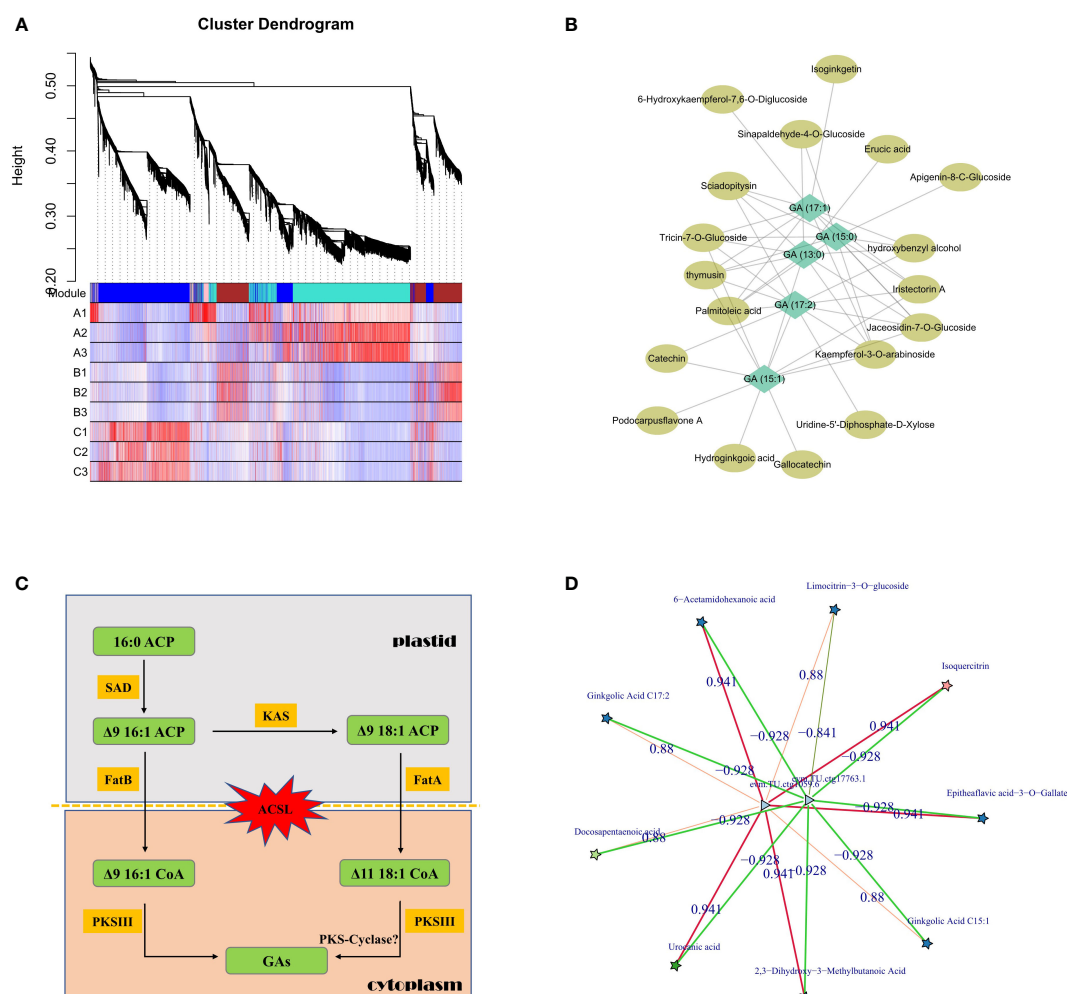 A
Cluster Dendrogram
Height
0.50
0.40
0.30
0.20
Module
A1
A2
A3
B1
B2
B3
C1
C2
C3
B
Isoginkgetin
6-Hydroxykaempferol-7,6-O-Diglucoside
Sinapaldehyde-4-O-Glucoside
Erucic acid
Apigenin-8-C-Glucoside
Sciadopitysin
GA (17:1)
Tricin-7-O-Glucoside
GA (15:0)
hydroxybenzyl alcohol
GA (13:0)
thymusin
Iristectorin A
Palmitoleic acid
GA (17:2)
Jaceosidin-7-O-Glucoside
Catechin
Kaempferol-3-O-arabinoside
GA (15:1)
Podocarpusflavone A
Uridine-5'-Diphosphate-D-Xylose
Hydroginkgoic acid
Gallocatechin
C
16:0 ACP
plastid
SAD
KAS
Δ9 16:1 ACP
Δ9 18:1 ACP
FatB
FatA
ACSL
Δ9 16:1 CoA
Δ11 18:1 CoA
PKSIII
PKSIII
PKS-Cyclase?
GAs
cytoplasm
D
Limocitrin−3−O−glucoside
6−Acetamidohexanoic acid
Isoquercitrin
0.88
0.941
Ginkgolic Acid C17:2
0.941
−0.928
−0.841
0.88
−0.928
−0.928
evm.TU.ctg17763.1
−0.928
Epitheaflavic acid−3−O−Gallate
−0.928
0.941
Docosapentaenoic acid
0.88
−0.928
−0.928
0.941
−0.928
0.88
0.941
Ginkgolic Acid C15:1
Urocanic acid
2,3−Dihydroxy−3−Methylbutanoic Acid